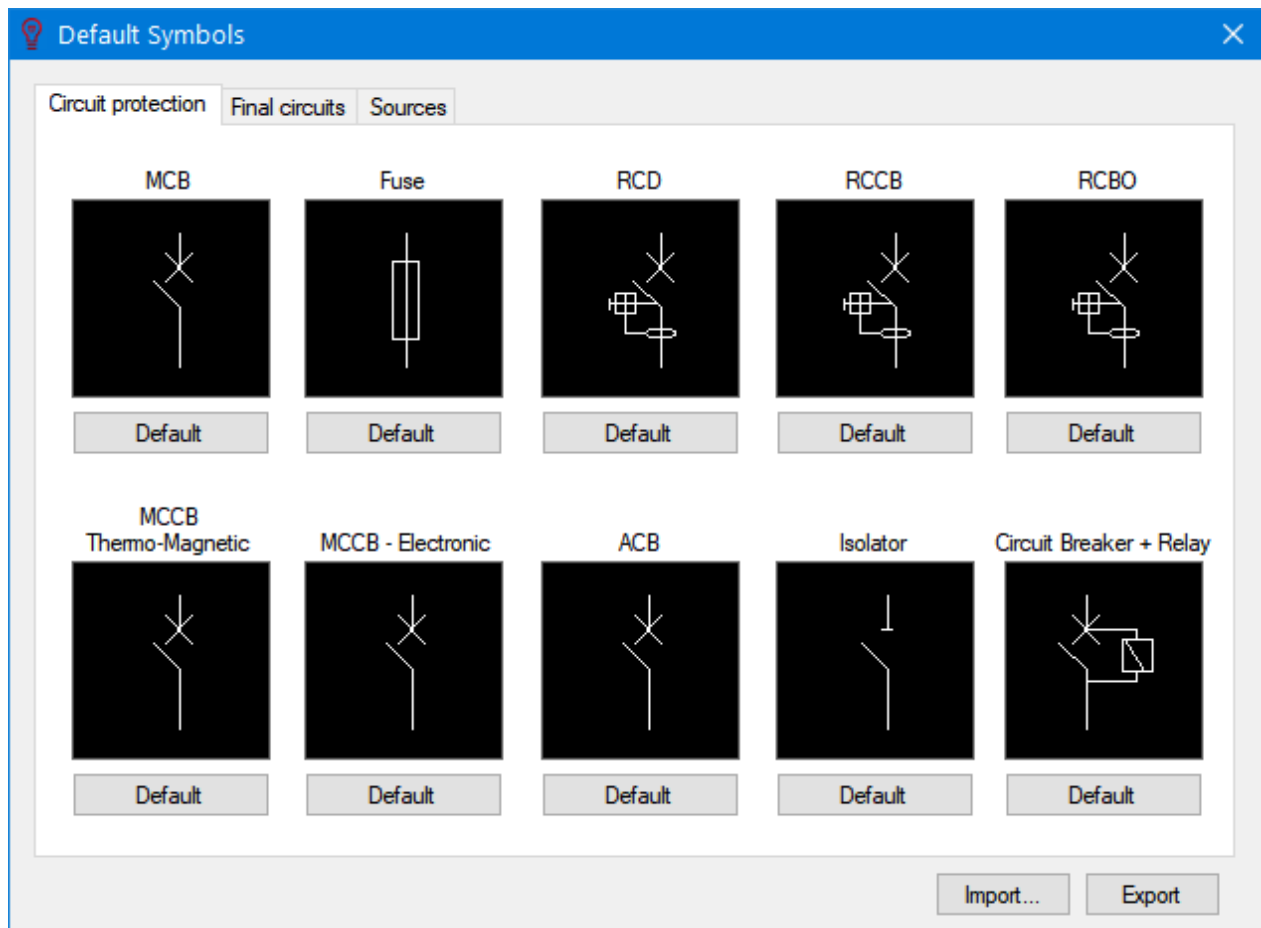 Default Symbols
Circuit protection Final circuits Sources
MCB Fuse RCD RCCB RCBO
Default Default Default Default Default
MCCB
Thermo-Magnetic MCCB - Electronic ACB Isolator Circuit Breaker + Relay
Default Default Default Default Default
Import... Export